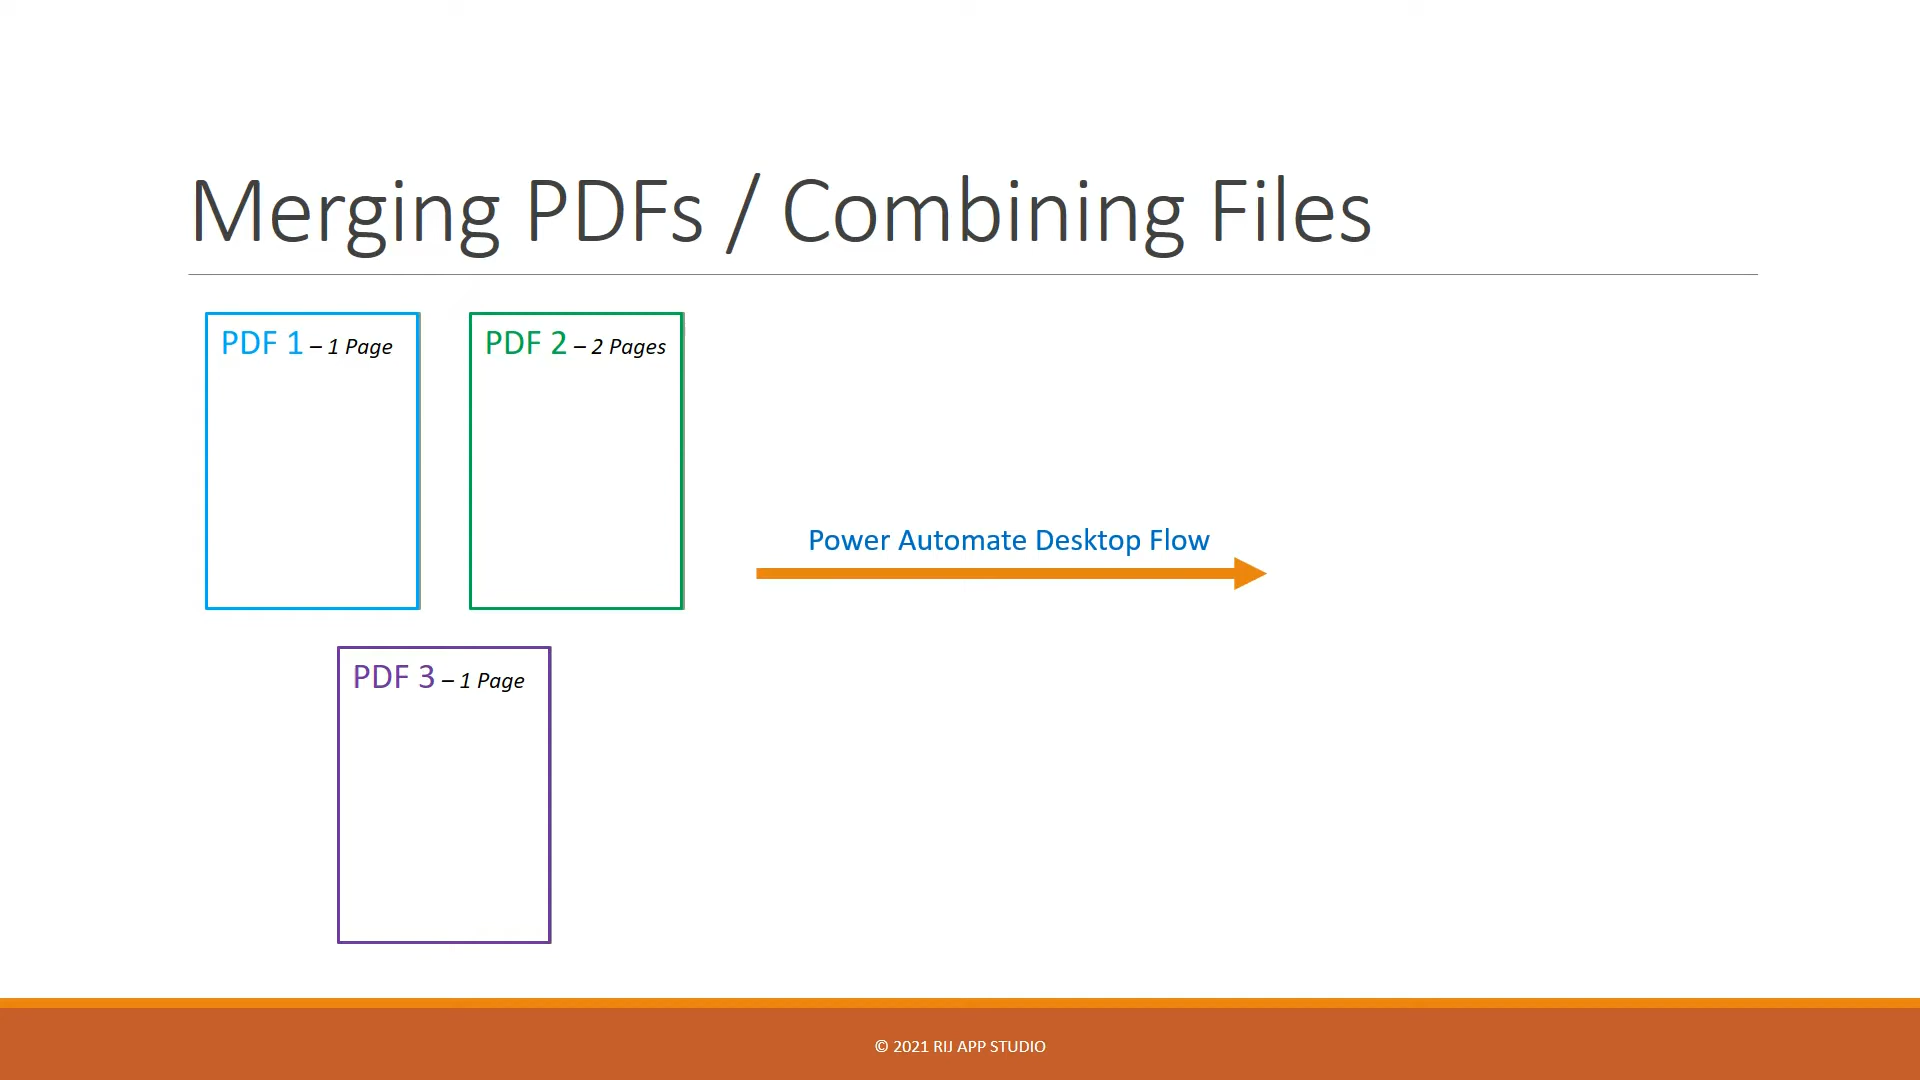 Merging PDFs / Combining Files
PDF 1 – 1 Page
PDF 2 – 2 Pages
Power Automate Desktop Flow
PDF 3 – 1 Page
© 2021 RIJ APP STUDIO